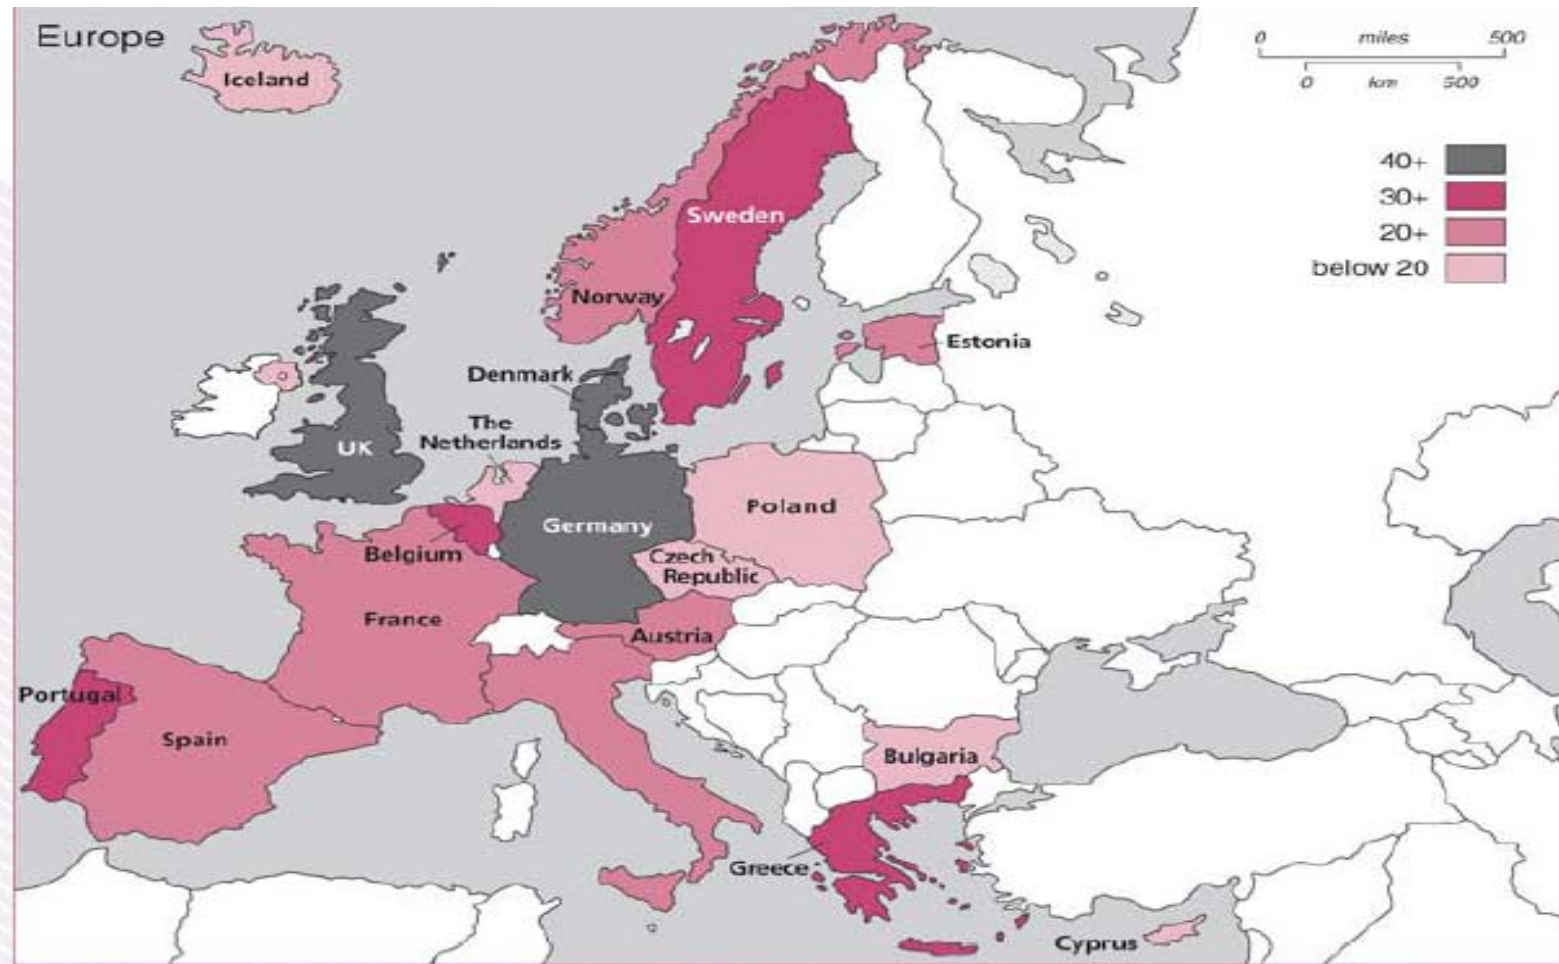 Europe
0 miles 500
0 km 500
Iceland
40+
30+
20+
below 20
Sweden
Norway
Estonia
Denmark
The
Netherlands
UK
Poland
Germany
Belgium
Czech
Republic
France
Austria
Portugal
Spain
Bulgaria
Greece
Cyprus